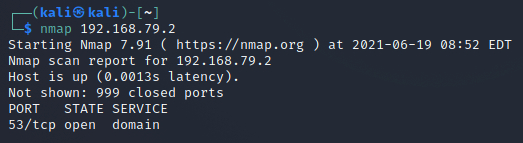 ┌──(kali㉿kali)-[~]
└─$ nmap 192.168.79.2
Starting Nmap 7.91 ( https://nmap.org ) at 2021-06-19 08:52 EDT
Nmap scan report for 192.168.79.2
Host is up (0.0013s latency).
Not shown: 999 closed ports
PORT   STATE SERVICE
53/tcp open  domain